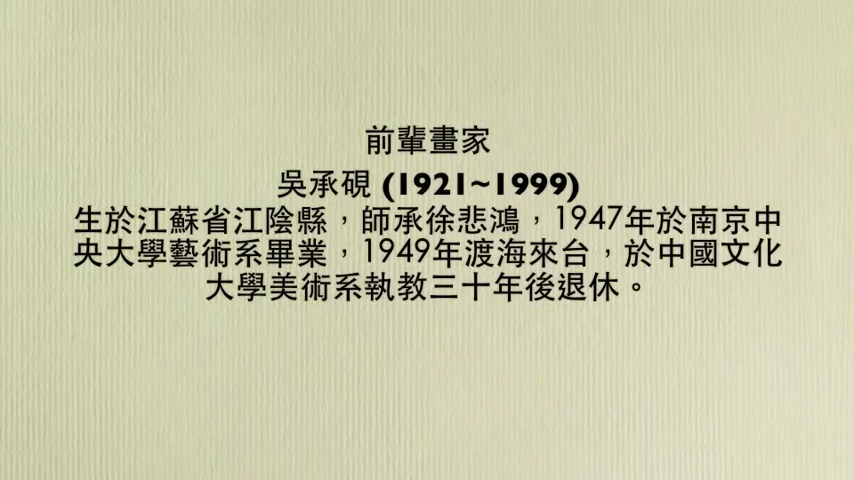 前輩畫家
吳承硯 (1921~1999)
生於江蘇省江陰縣，師承徐悲鴻，1947年於南京中
央大學藝術系畢業，1949年渡海來台，於中國文化
大學美術系執教三十年後退休。